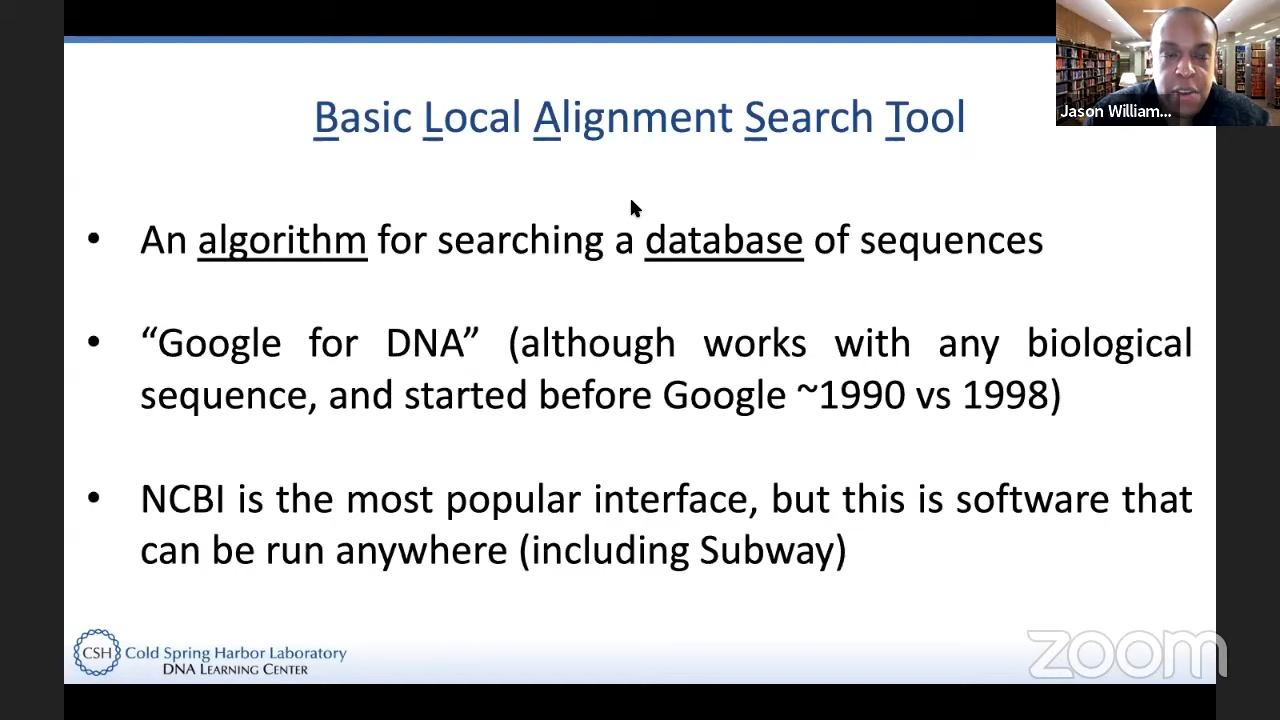 Jason William...
Basic Local Alignment Search Tool
• An algorithm for searching a database of sequences
• “Google for DNA” (although works with any biological
sequence, and started before Google ~1990 vs 1998)
• NCBI is the most popular interface, but this is software that
can be run anywhere (including Subway)
CSH Cold Spring Harbor Laboratory
DNA LEARNING CENTER
zoom